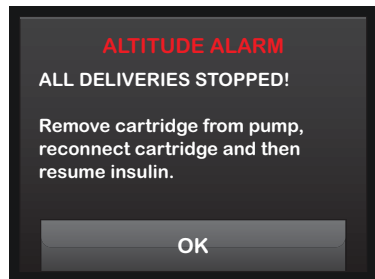 ALTITUDE ALARM
ALL DELIVERIES STOPPED!
Remove cartridge from pump,
reconnect cartridge and then
resume insulin.
OK